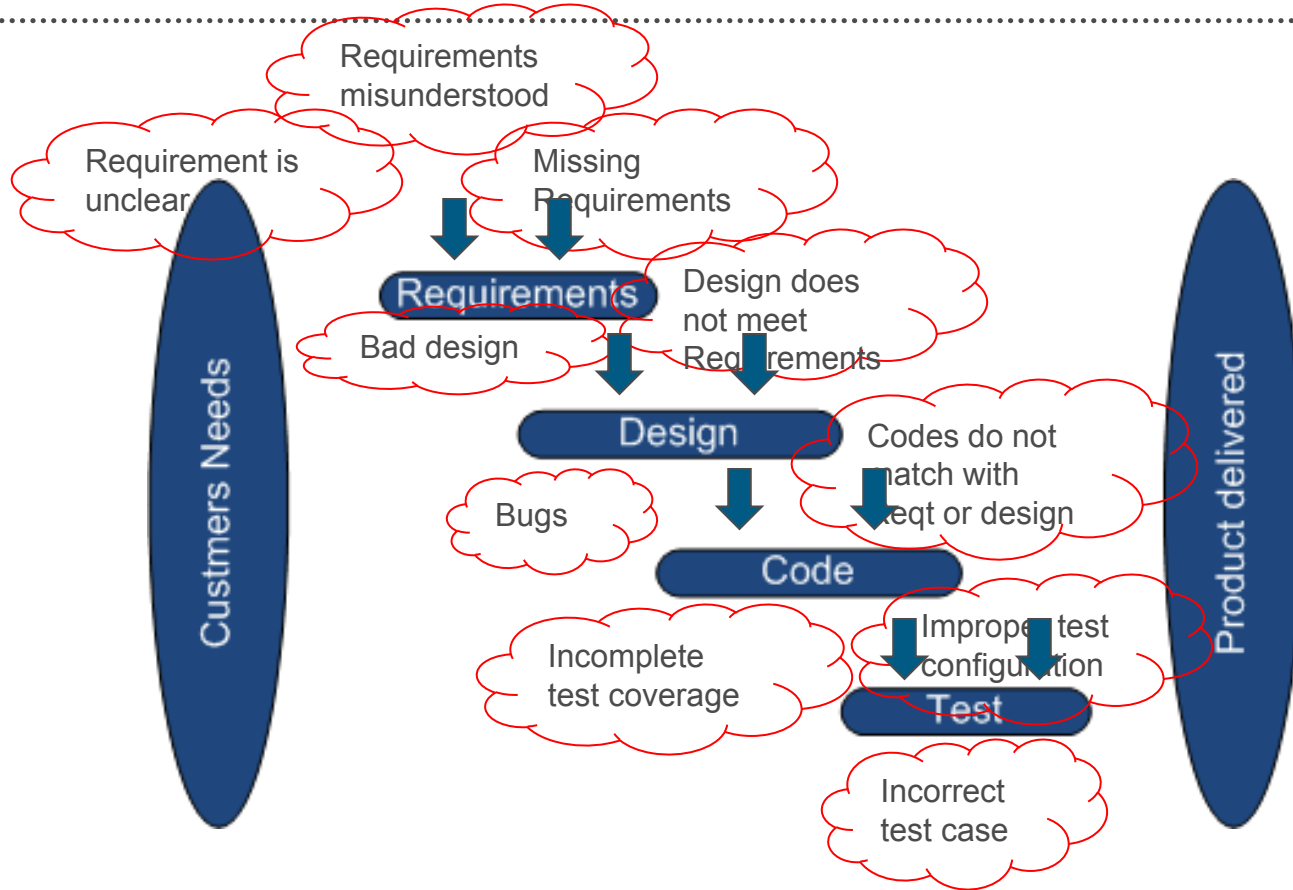 Requirements
misunderstood
Requirement is
unclear
Missing
Requirements
Requirements
Design does
not meet
Requirements
Bad design
Design
Codes do not
match with
Reqt or design
Bugs
Code
Improper test
configuration
Incomplete
test coverage
Test
Incorrect
test case
Custmers Needs
Product delivered